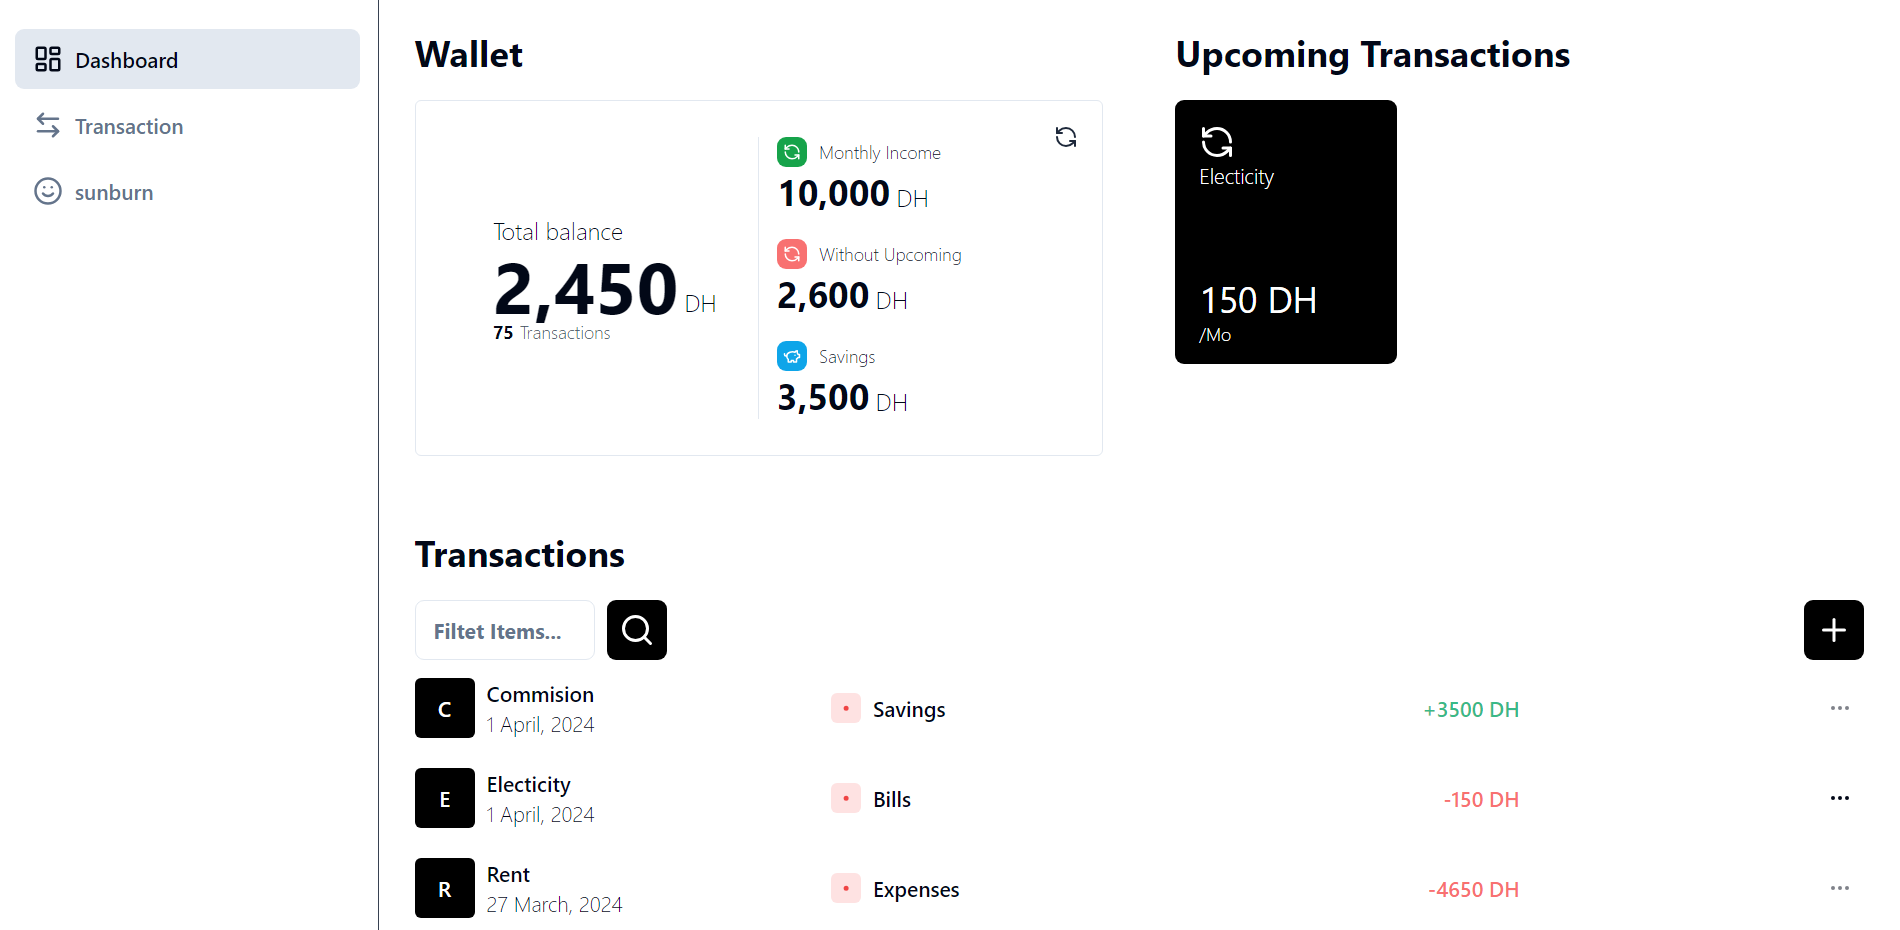 Dashboard
Transaction
sunburn
Wallet
Total balance
2,450 DH
75 Transactions
Monthly Income
10,000 DH
Without Upcoming
2,600 DH
Savings
3,500 DH
Upcoming Transactions
Electicity
150 DH
/Mo
Transactions
Filtet Items...
C
Commision
1 April, 2024
Savings
+3500 DH
E
Electicity
1 April, 2024
Bills
-150 DH
R
Rent
27 March, 2024
Expenses
-4650 DH